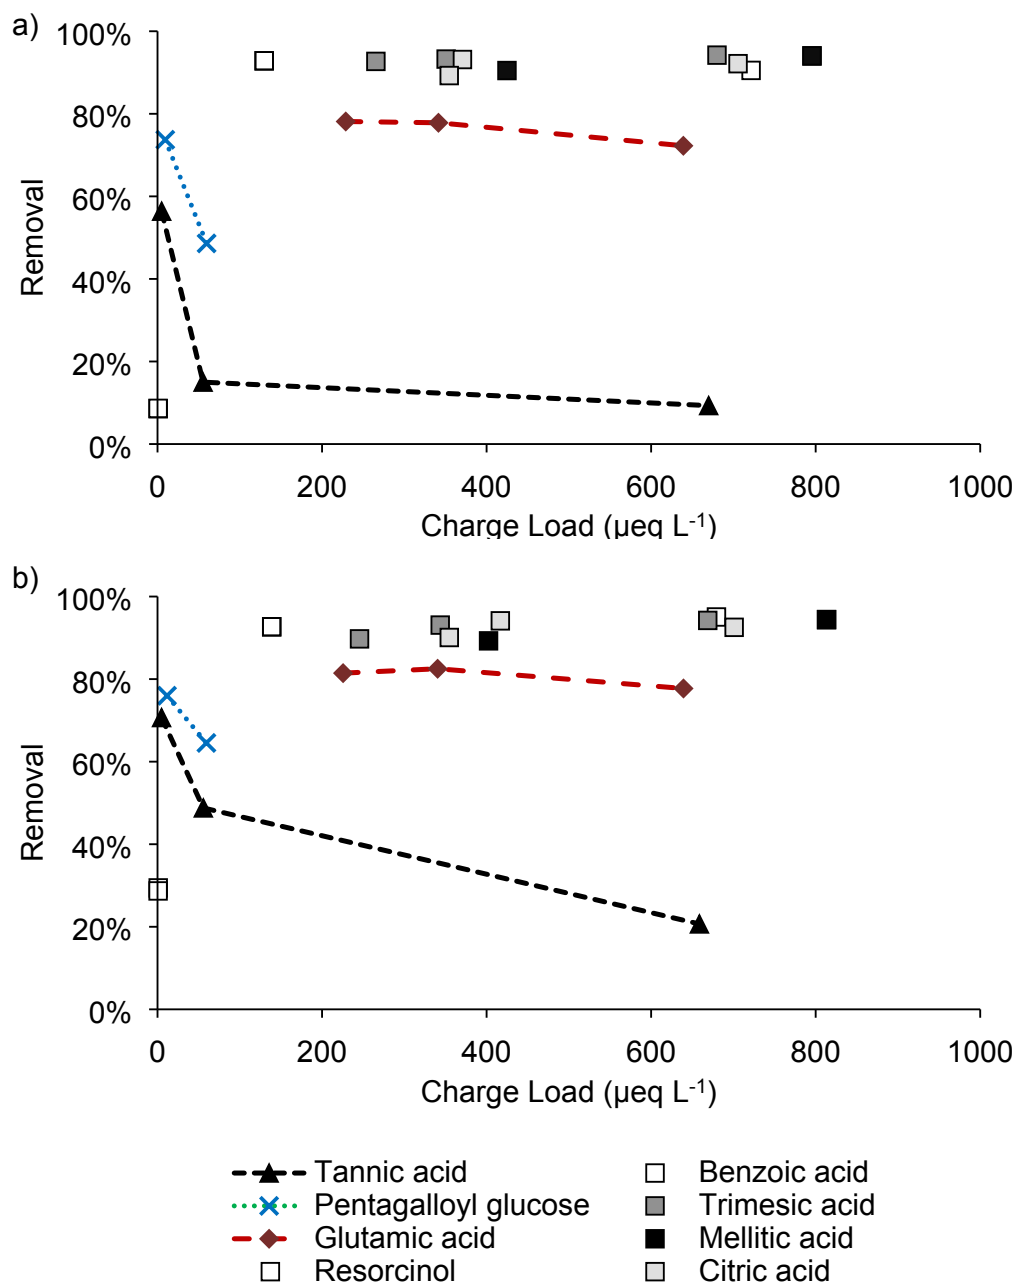 a)
100%
80%
60%
40%
20%
0%
Removal
0 200 400 600 800 1000
Charge Load (µeq L-1)
b)
100%
80%
60%
40%
20%
0%
Removal
0 200 400 600 800 1000
Charge Load (µeq L-1)
Tannic acid Benzoic acid
Pentagalloyl glucose Trimesic acid
Glutamic acid Mellitic acid
Resorcinol Citric acid